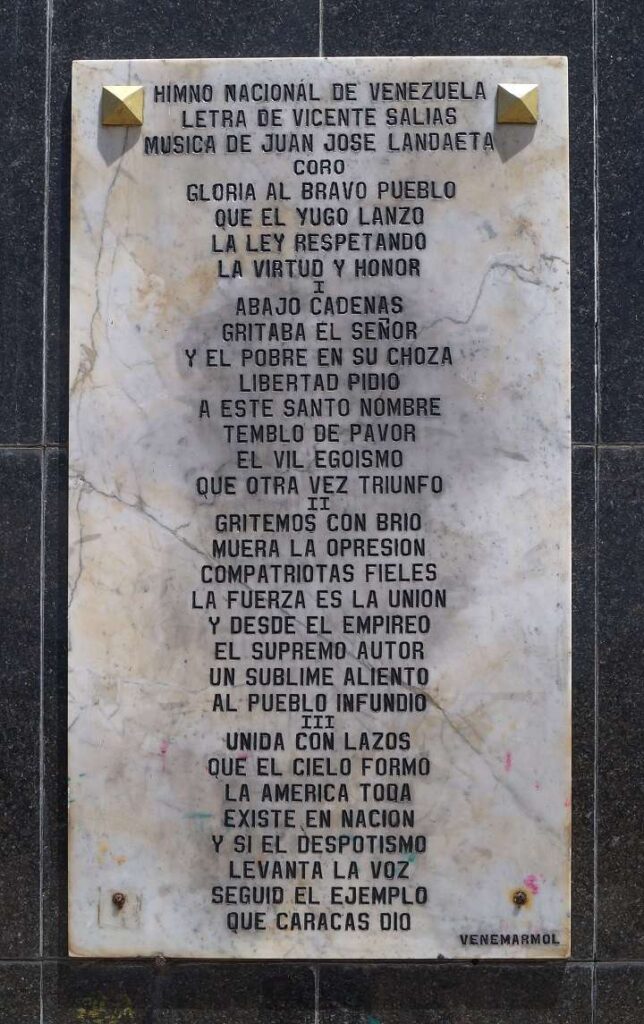 HIMNO NACIONÁL DE VENEZUELA
LETRA DE VICENTE SALIAS
MUSICA DE JUAN JOSE LANDAETA
CORO
GLORIA AL BRAVO PUEBLO
QUE EL YUGO LANZO
LA LEY RESPETANDO
LA VIRTUD Y HONOR
I
ABAJO CADENAS
GRITABA EL SEÑOR
Y EL POBRE EN SU CHOZA
LIBERTAD PIDIO
A ESTE SANTO NOMBRE
TEMBLO DE PAVOR
EL VIL EGOISMO
QUE OTRA VEZ TRIUNFO
II
GRITEMOS CON BRIO
MUERA LA OPRESION
COMPATRIOTAS FIELES
LA FUERZA ES LA UNION
Y DESDE EL EMPIREO
EL SUPREMO AUTOR
UN SUBLIME ALIENTO
AL PUEBLO INFUNDIO
III
UNIDA CON LAZOS
QUE EL CIELO FORMO
LA AMERICA TODA
EXISTE EN NACION
Y SI EL DESPOTISMO
LEVANTA LA VOZ
SEGUID EL EJEMPLO
QUE CARACAS DIO
VENEMARMOL